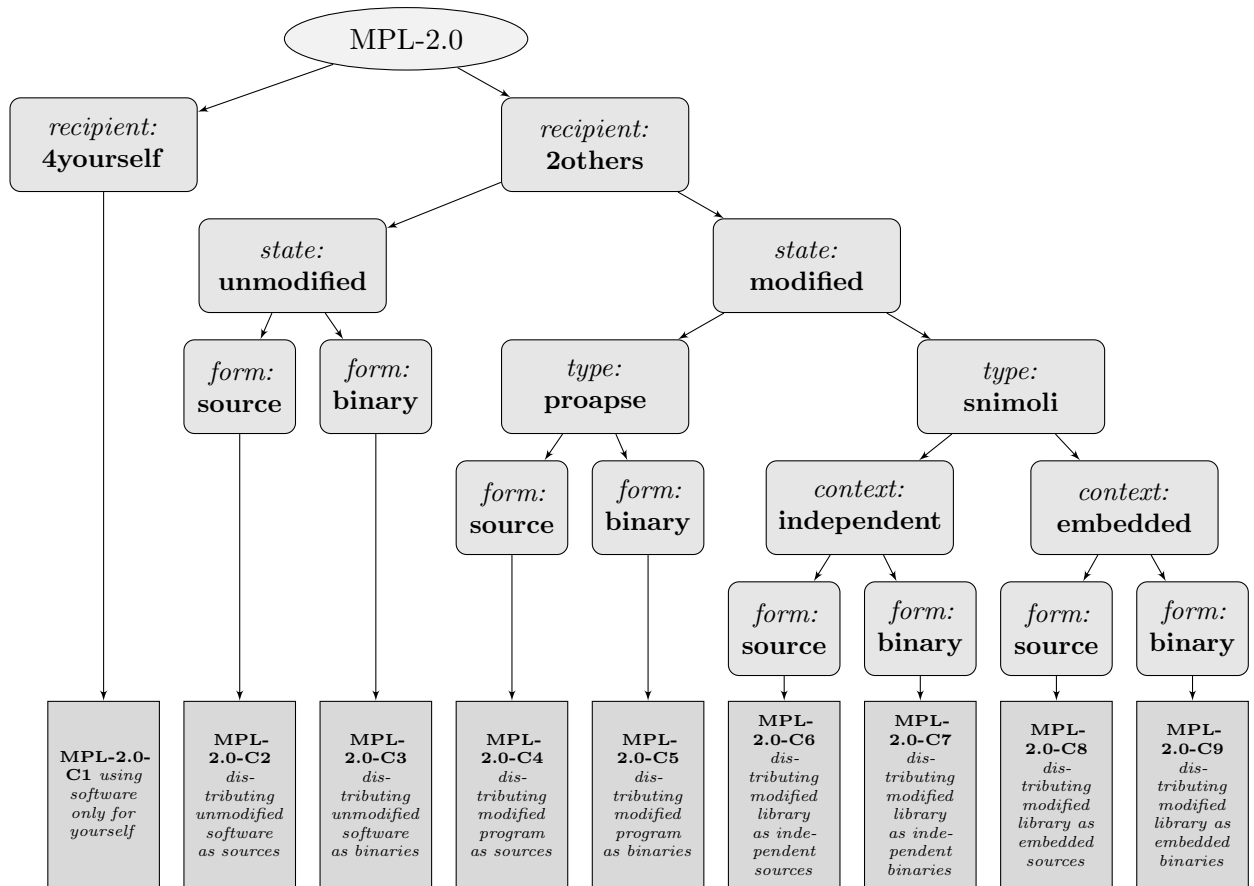 MPL-2.0
recipient:
4yourself
recipient:
2others
state:
unmodified
state:
modified
form:
source
form:
binary
type:
proapse
type:
snimoli
form:
source
form:
binary
context:
independent
context:
embedded
form:
source
form:
binary
form:
source
form:
binary
MPL-2.0-
C1 using
software
only for
yourself
MPL-
2.0-C2
dis-
tributing
unmodified
software
as sources
MPL-
2.0-C3
dis-
tributing
unmodified
software
as binaries
MPL-
2.0-C4
dis-
tributing
modified
program
as sources
MPL-
2.0-C5
dis-
tributing
modified
program
as binaries
MPL-
2.0-C6
dis-
tributing
modified
library
as inde-
pendent
sources
MPL-
2.0-C7
dis-
tributing
modified
library
as inde-
pendent
binaries
MPL-
2.0-C8
dis-
tributing
modified
library as
embedded
sources
MPL-
2.0-C9
dis-
tributing
modified
library as
embedded
binaries